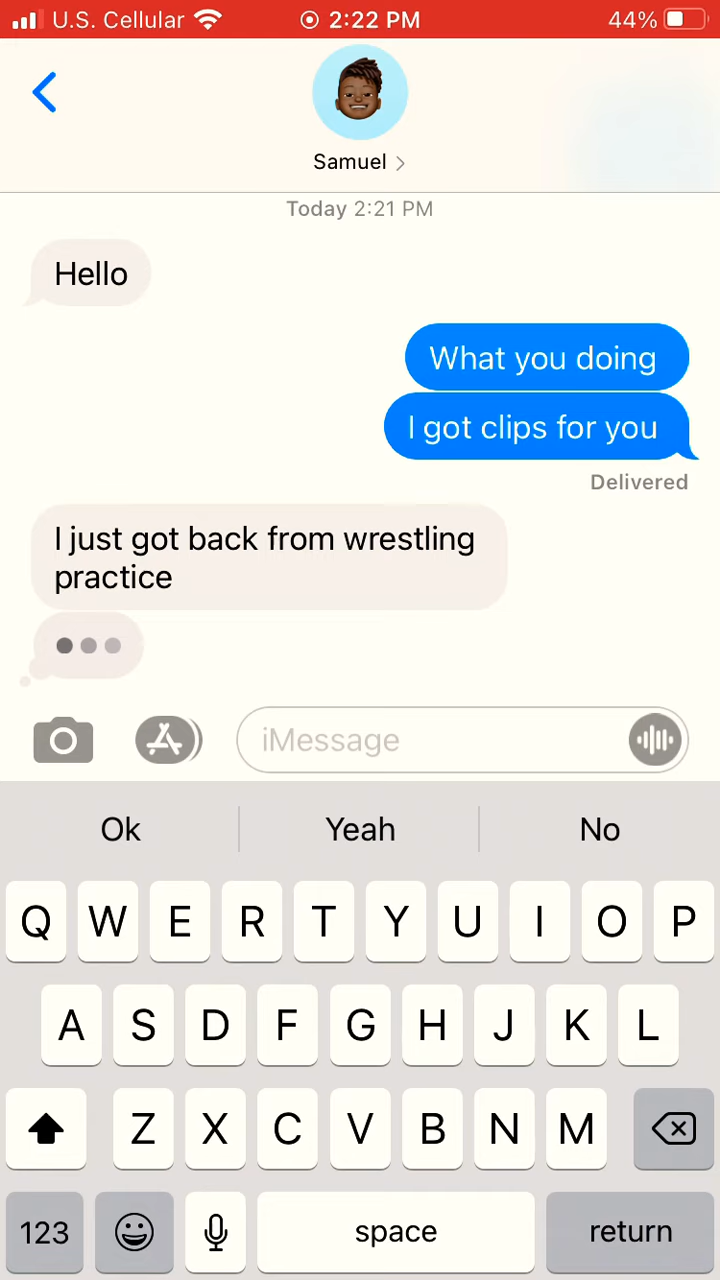 U.S. Cellular 2:22 PM 44%
Samuel
Today 2:21 PM
Hello
What you doing
I got clips for you
Delivered
I just got back from wrestling
practice
iMessage
Ok Yeah No
Q W E R T Y U I O P
A S D F G H J K L
Z X C V B N M
123 space return